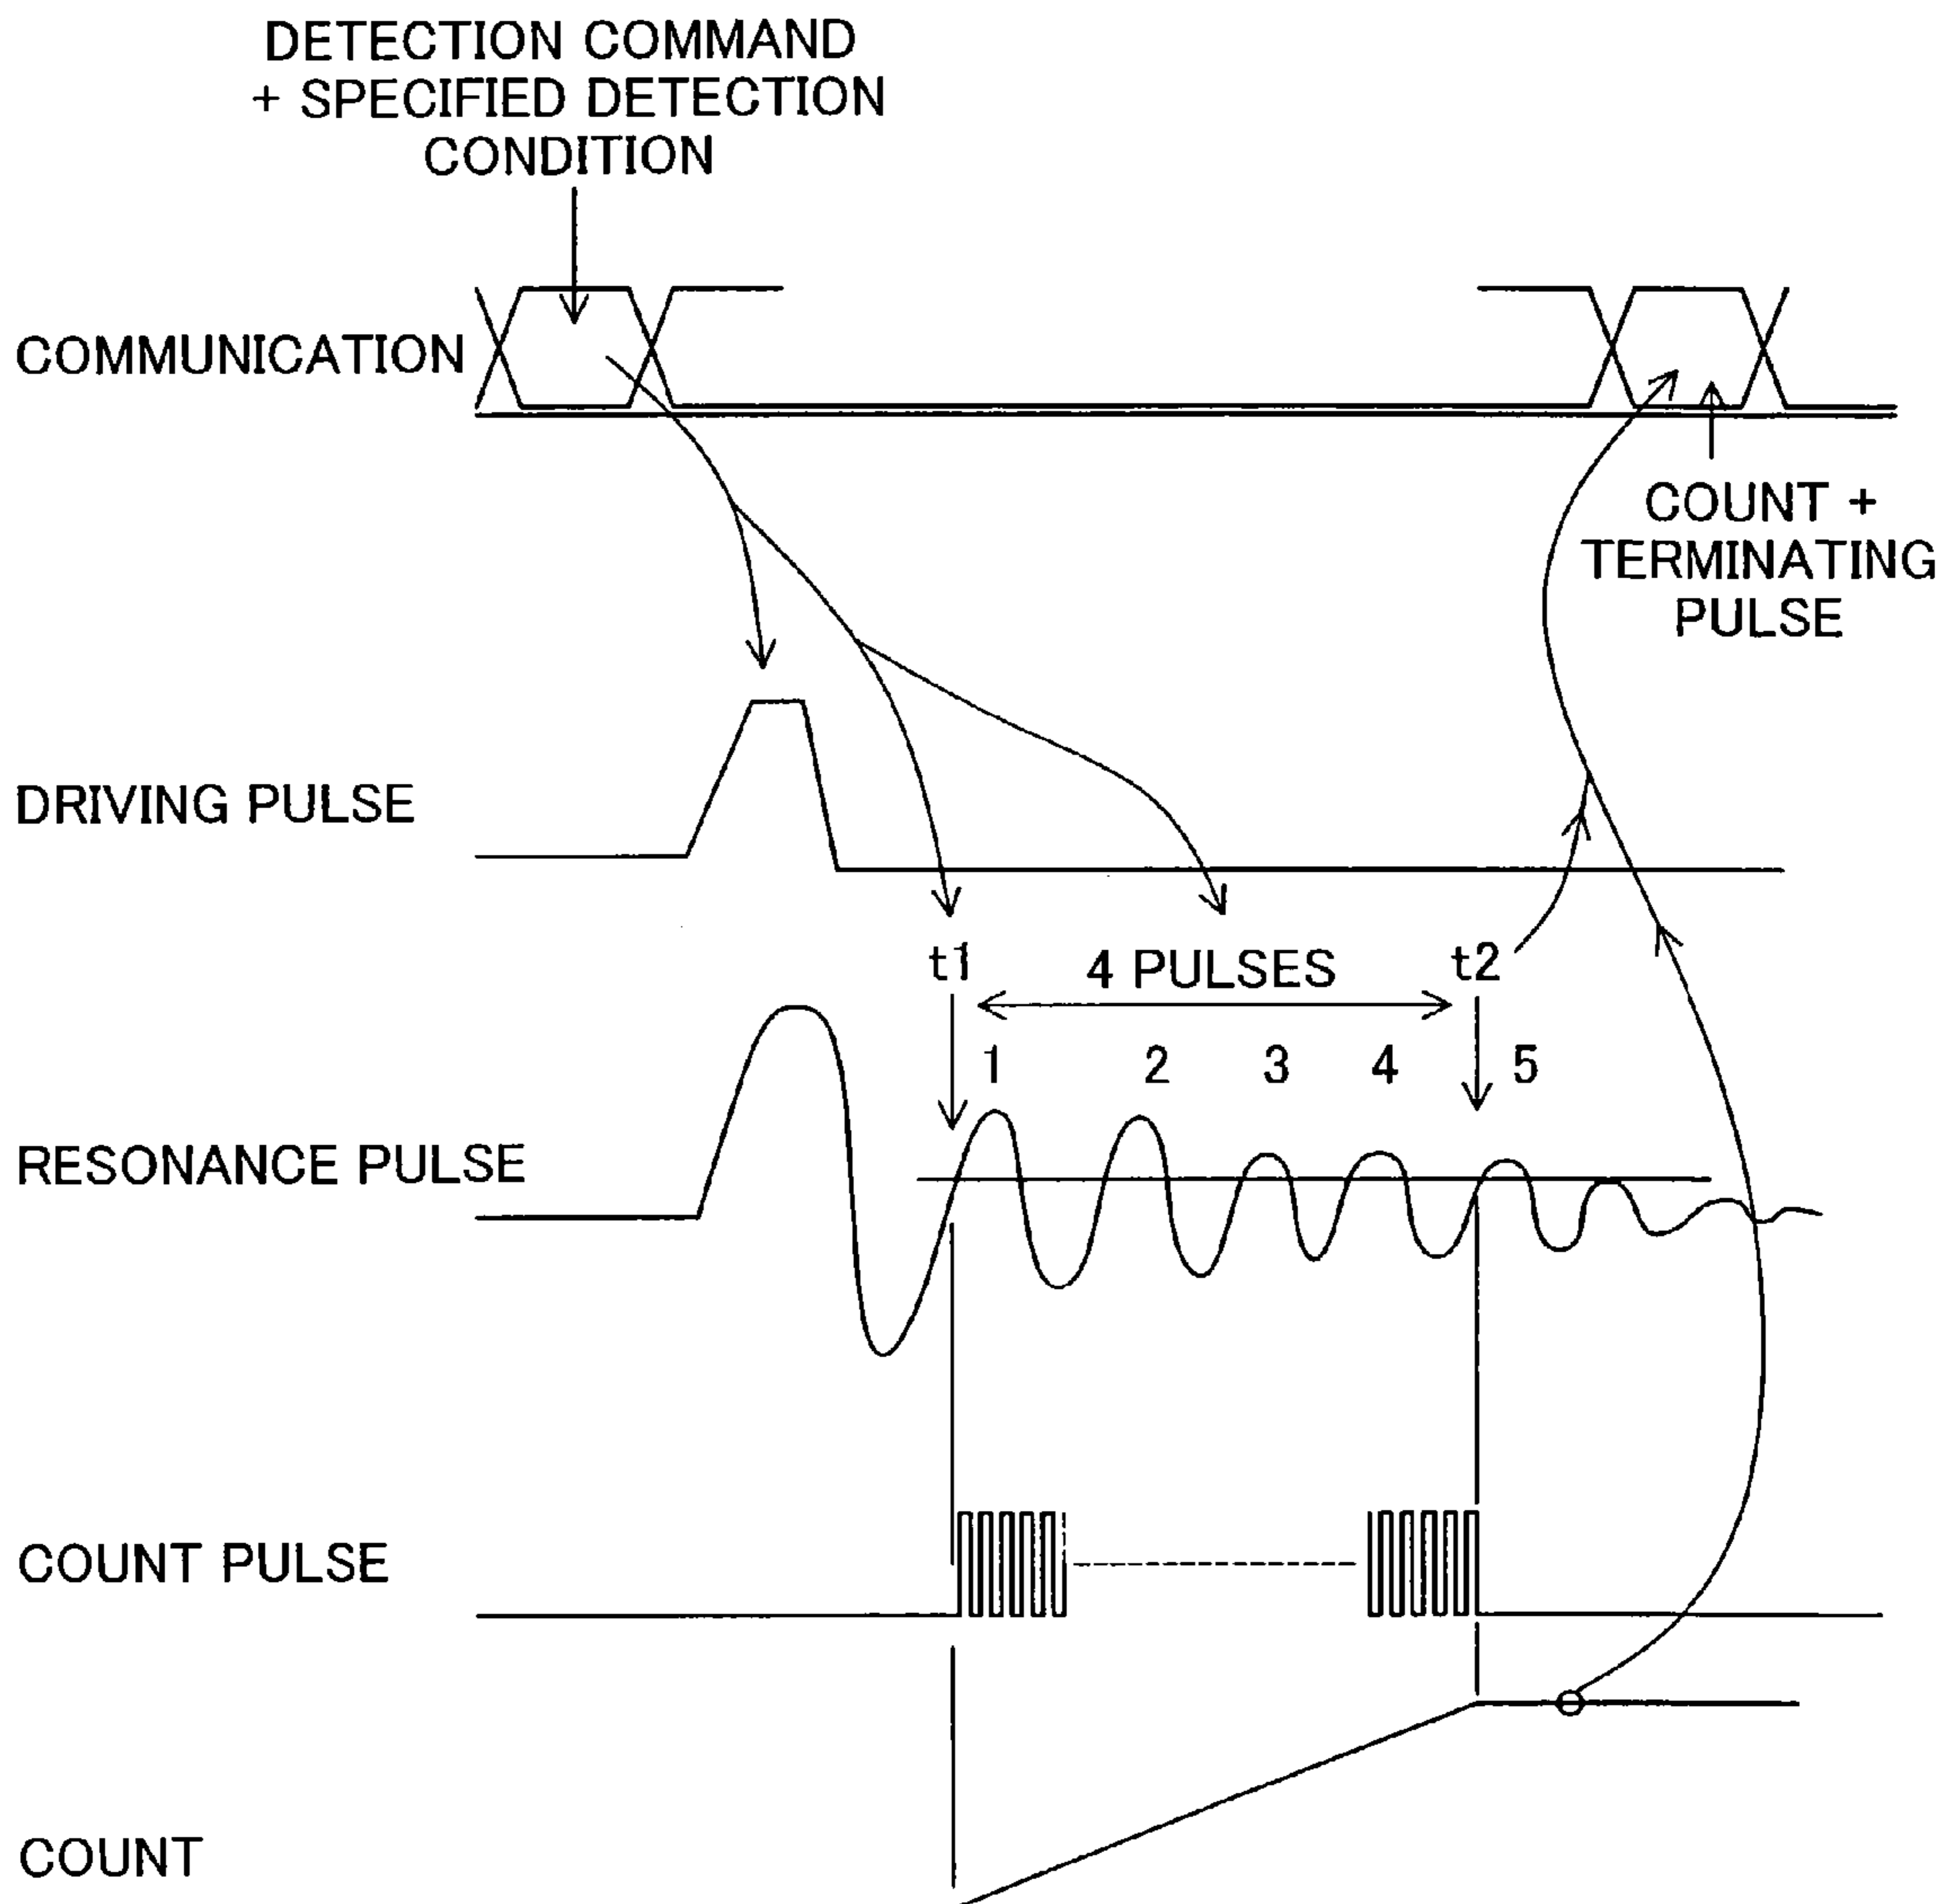 DETECTION COMMAND
+ SPECIFIED DETECTION
CONDITION
COMMUNICATION
COUNT +
TERMINATING
PULSE
DRIVING PULSE
t1
4 PULSES
t2
1 2 3 4 5
RESONANCE PULSE
COUNT PULSE
COUNT